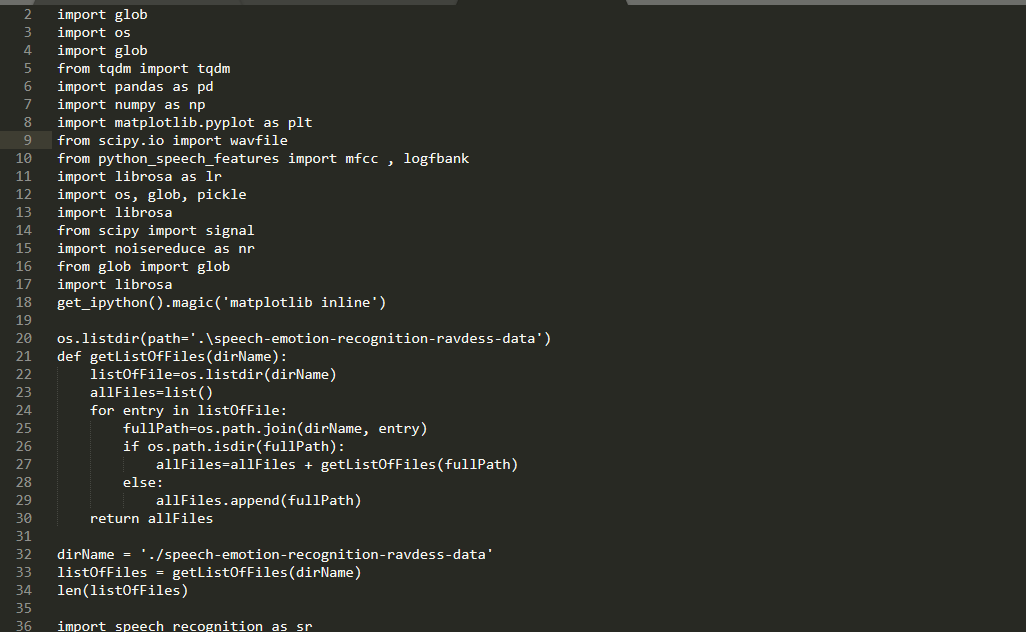 2 import glob
3 import os
4 import glob
5 from tqdm import tqdm
6 import pandas as pd
7 import numpy as np
8 import matplotlib.pyplot as plt
9 from scipy.io import wavfile
10 from python_speech_features import mfcc , logfbank
11 import librosa as lr
12 import os, glob, pickle
13 import librosa
14 from scipy import signal
15 import noisereduce as nr
16 from glob import glob
17 import librosa
18 get_ipython().magic('matplotlib inline')
19
20 os.listdir(path='.\speech-emotion-recognition-ravdess-data')
21 def getListOfFiles(dirName):
22     listOfFile=os.listdir(dirName)
23     allFiles=list()
24     for entry in listOfFile:
25         fullPath=os.path.join(dirName, entry)
26         if os.path.isdir(fullPath):
27             allFiles=allFiles + getListOfFiles(fullPath)
28         else:
29             allFiles.append(fullPath)
30     return allFiles
31
32 dirName = './speech-emotion-recognition-ravdess-data'
33 listOfFiles = getListOfFiles(dirName)
34 len(listOfFiles)
35
36 import speech_recognition as sr